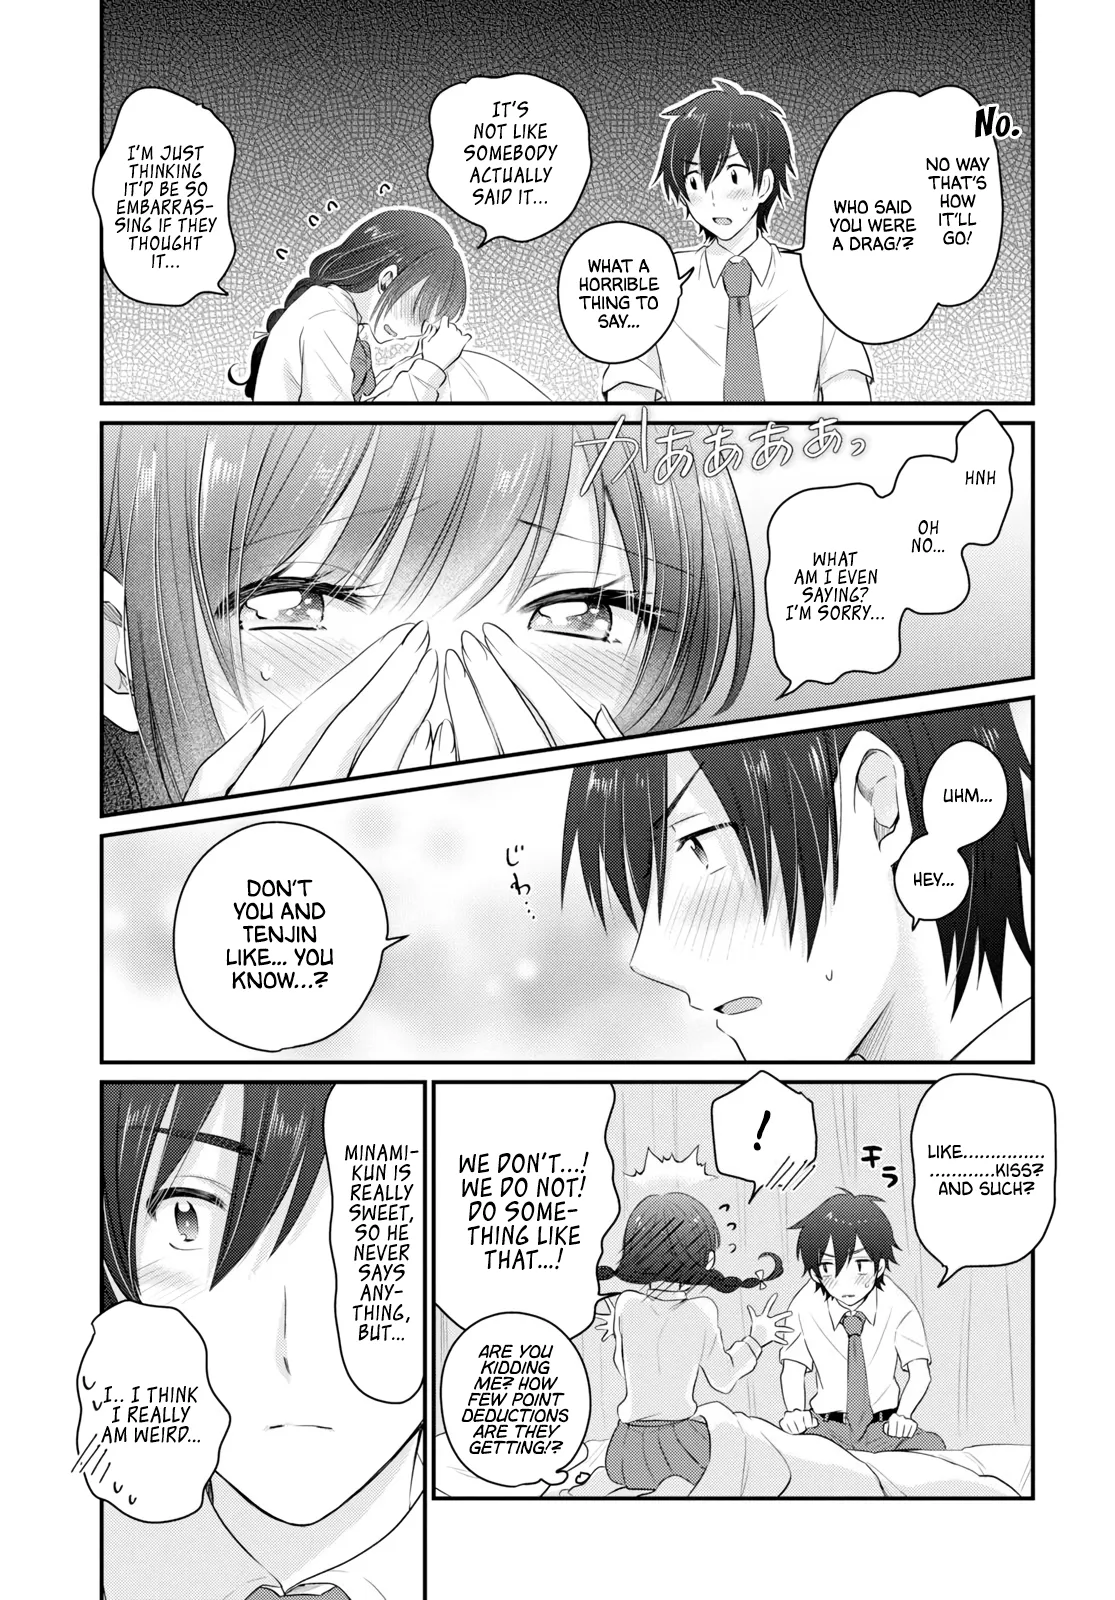 NO.
NO WAY
THAT'S
HOW
IT'LL
GO!
WHO SAID
YOU WERE
A DRAG!?
WHAT A
HORRIBLE
THING TO
SAY...
IT'S
NOT LIKE
SOMEBODY
ACTUALLY
SAID IT...
I'M JUST
THINKING
IT'D BE SO
EMBARRAS-
SING IF THEY
THOUGHT
IT...
HNH
OH
NO...
WHAT
AM I EVEN
SAYING?
I'M SORRY...
かあああぁっ
UHM...
HEY...
じわ…
DON'T
YOU AND
TENJIN
LIKE... YOU
KNOW...?
LIKE...............
............KISS?
AND SUCH?
キラ
!
WE DON'T...!
WE DO NOT!
DO SOME-
THING LIKE
THAT...!
ARE YOU
KIDDING
ME? HOW
FEW POINT
DEDUCTIONS
ARE THEY
GETTING!?
MINAMI-
KUN IS
REALLY
SWEET,
SO HE
NEVER
SAYS
ANY-
THING,
BUT...
I.. I THINK
I REALLY
AM WEIRD...